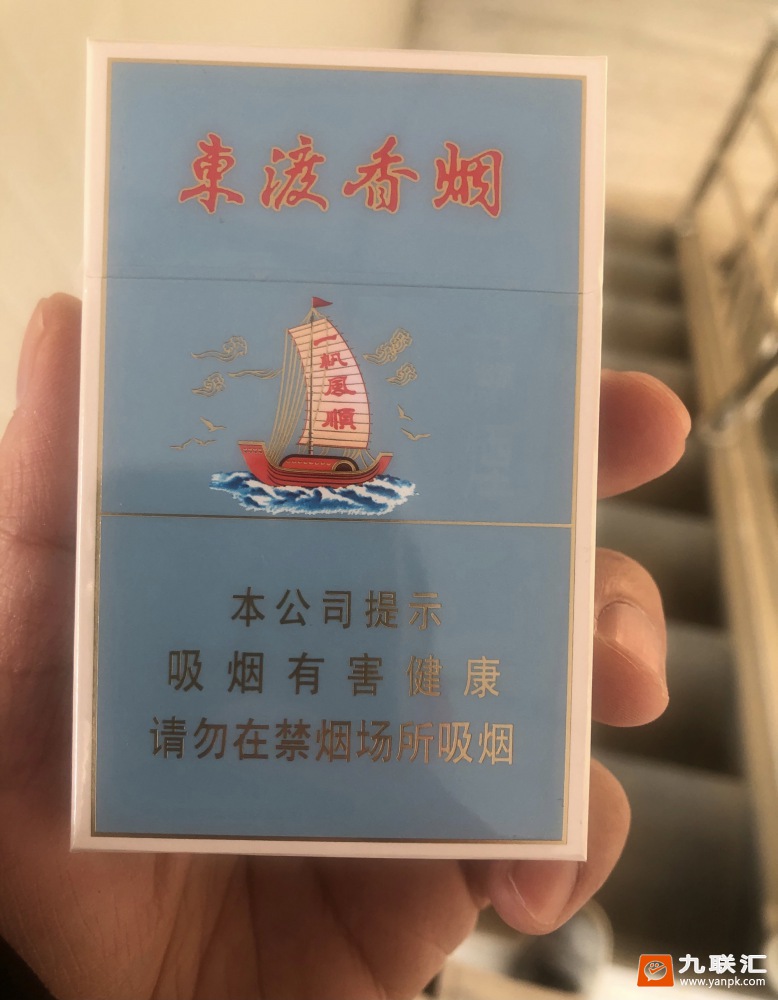 東渡香烟
一帆風順
本公司提示
吸烟有害健康
请勿在禁烟场所吸烟
九联汇
www.yanpk.com